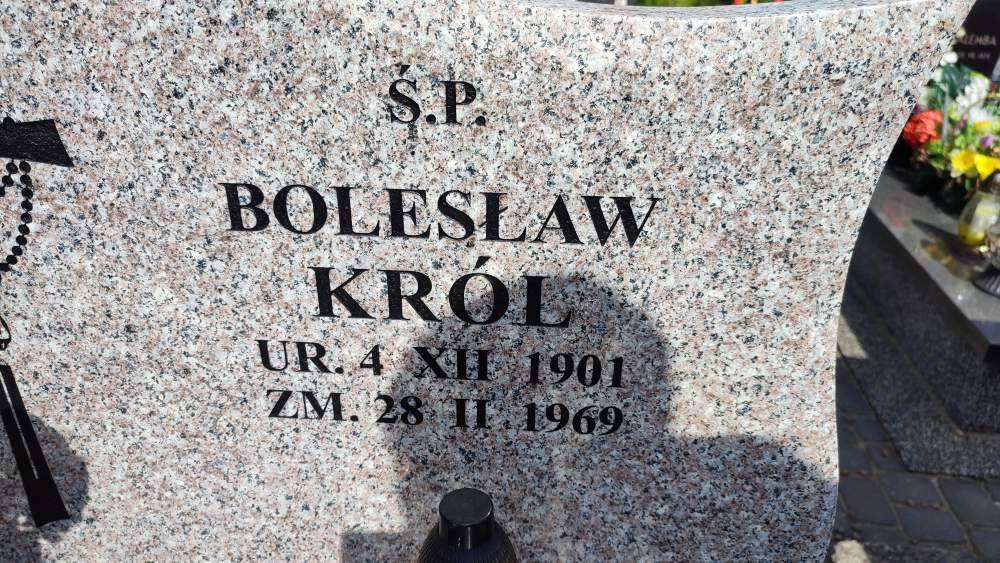 Ś.P.
BOLESŁAW
KRÓL
UR. 4 XII 1901
ZM. 28 II 1969